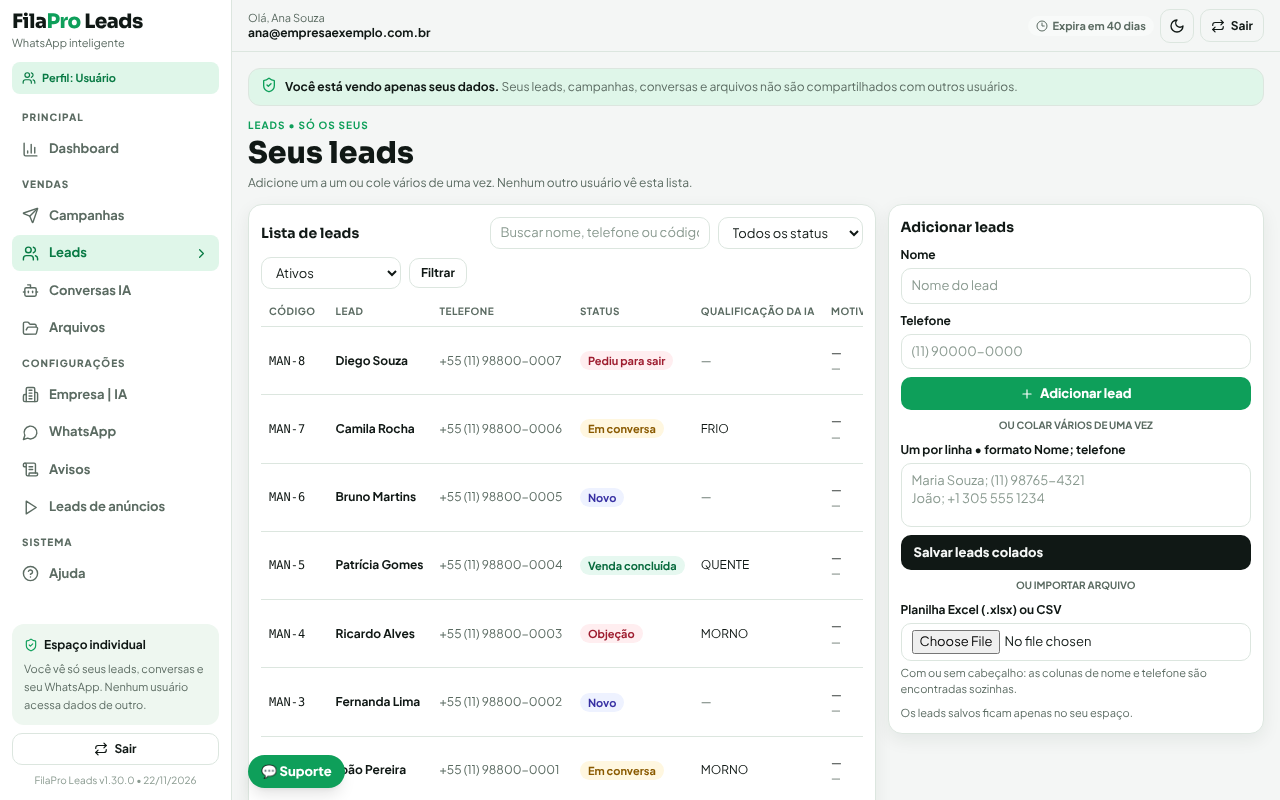 FilaPro Leads
WhatsApp inteligente
Perfil: Usuário
PRINCIPAL
Dashboard
VENDAS
Campanhas
Leads
Conversas IA
Arquivos
CONFIGURAÇÕES
Empresa | IA
WhatsApp
Avisos
Leads de anúncios
SISTEMA
Ajuda
Espaço individual
Você vê só seus leads, conversas e
seu WhatsApp. Nenhum usuário
acessa dados de outro.
Sair
FilaPro Leads v1.30.0 • 22/11/2026
Olá, Ana Souza
ana@empresaexemplo.com.br
Expira em 40 dias
Sair
Você está vendo apenas seus dados. Seus leads, campanhas, conversas e arquivos não são compartilhados com outros usuários.
LEADS • SÓ OS SEUS
Seus leads
Adicione um a um ou cole vários de uma vez. Nenhum outro usuário vê esta lista.
Lista de leads
Buscar nome, telefone ou código
Todos os status
Ativos
Filtrar
CÓDIGO LEAD TELEFONE STATUS QUALIFICAÇÃO DA IA MOTIV
MAN-8 Diego Souza +55 (11) 98800-0007 Pediu para sair — — —
MAN-7 Camila Rocha +55 (11) 98800-0006 Em conversa FRIO — —
MAN-6 Bruno Martins +55 (11) 98800-0005 Novo — — —
MAN-5 Patrícia Gomes +55 (11) 98800-0004 Venda concluída QUENTE — —
MAN-4 Ricardo Alves +55 (11) 98800-0003 Objeção MORNO — —
MAN-3 Fernanda Lima +55 (11) 98800-0002 Novo — — —
💬 Suporte oão Pereira +55 (11) 98800-0001 Em conversa MORNO — —
Adicionar leads
Nome
Nome do lead
Telefone
(11) 90000-0000
+ Adicionar lead
OU COLAR VÁRIOS DE UMA VEZ
Um por linha • formato Nome; telefone
Maria Souza; (11) 98765-4321
João; +1 305 555 1234
Salvar leads colados
OU IMPORTAR ARQUIVO
Planilha Excel (.xlsx) ou CSV
Choose File No file chosen
Com ou sem cabeçalho: as colunas de nome e telefone são
encontradas sozinhas.
Os leads salvos ficam apenas no seu espaço.